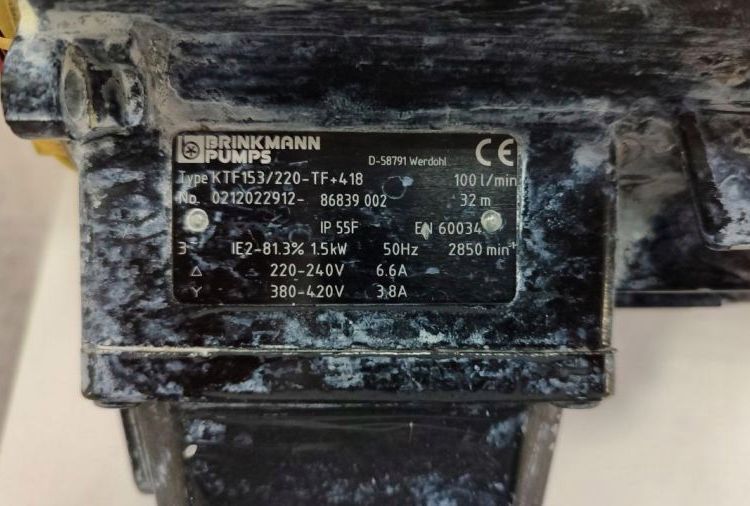 BRINKMANN
PUMPS
D-58791 Werdohl CE
Type KTF153/220-TF+418 100 l/min
No. 0212022912- 86839 002 32 m
IP 55F EN 60034
3~ IE2-81.3% 1.5kW 50Hz 2850 min⁻¹
Δ 220-240V 6.6A
Y 380-420V 3.8A